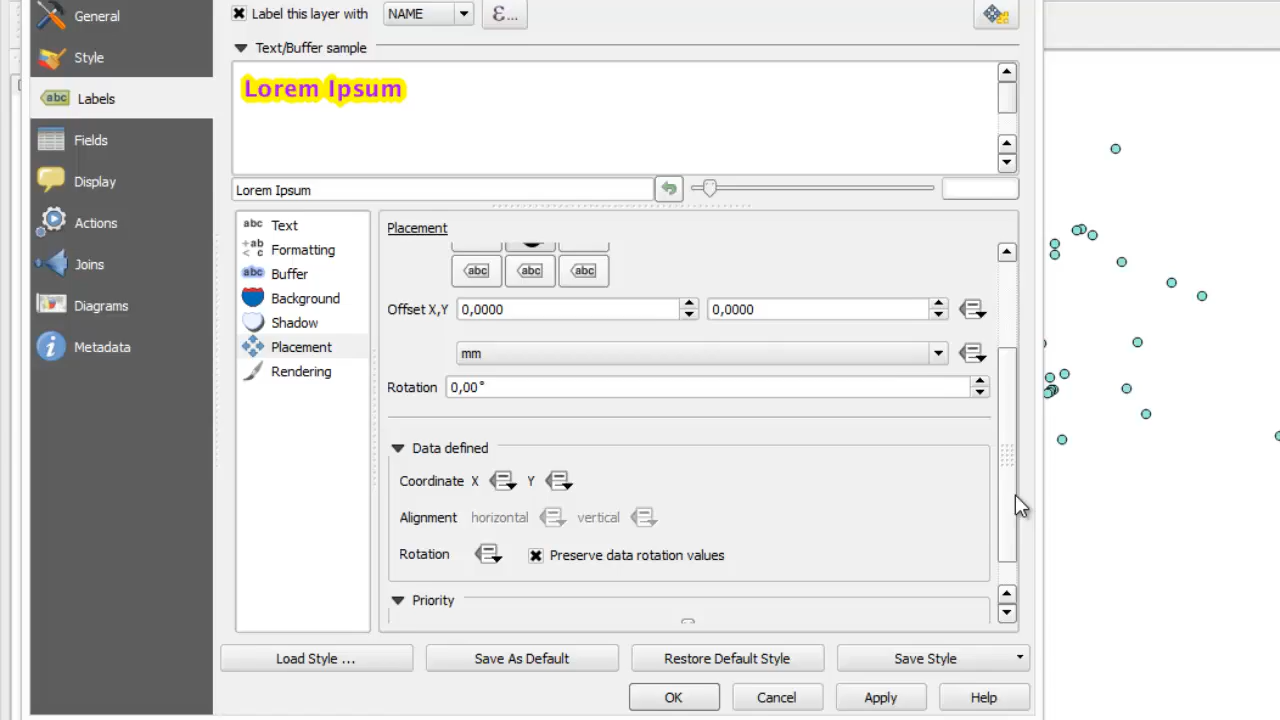 General
Style
abc Labels
Fields
Display
Actions
Joins
Diagrams
Metadata
Label this layer with NAME ε...
Text/Buffer sample
Lorem Ipsum
Lorem Ipsum
abc Text
+ab < c Formatting
abc Buffer
Background
Shadow
Placement
Rendering
Placement
abc abc abc
Offset X,Y 0,0000 0,0000
mm
Rotation 0,00°
Data defined
Coordinate X Y
Alignment horizontal vertical
Rotation Preserve data rotation values
Priority
Load Style ... Save As Default Restore Default Style Save Style
OK Cancel Apply Help